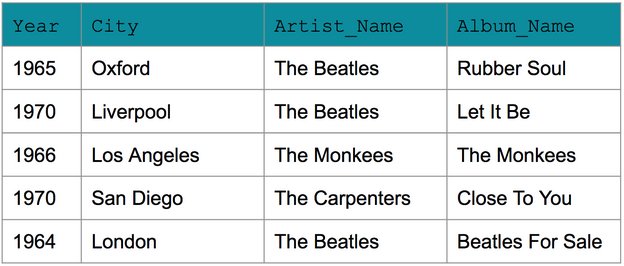 Year City Artist_Name Album_Name
1965 Oxford The Beatles Rubber Soul
1970 Liverpool The Beatles Let It Be
1966 Los Angeles The Monkees The Monkees
1970 San Diego The Carpenters Close To You
1964 London The Beatles Beatles For Sale